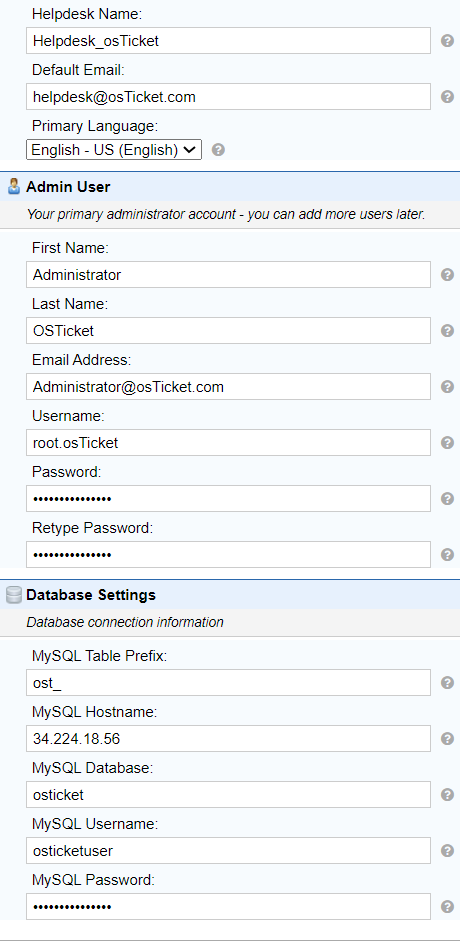 Helpdesk Name:
Helpdesk_osTicket
Default Email:
helpdesk@osTicket.com
Primary Language:
English - US (English)
Admin User
Your primary administrator account - you can add more users later.
First Name:
Administrator
Last Name:
OSTicket
Email Address:
Administrator@osTicket.com
Username:
root.osTicket
Password:
•••••••••••••••
Retype Password:
•••••••••••••••
Database Settings
Database connection information
MySQL Table Prefix:
ost_
MySQL Hostname:
34.224.18.56
MySQL Database:
osticket
MySQL Username:
osticketuser
MySQL Password:
•••••••••••••••